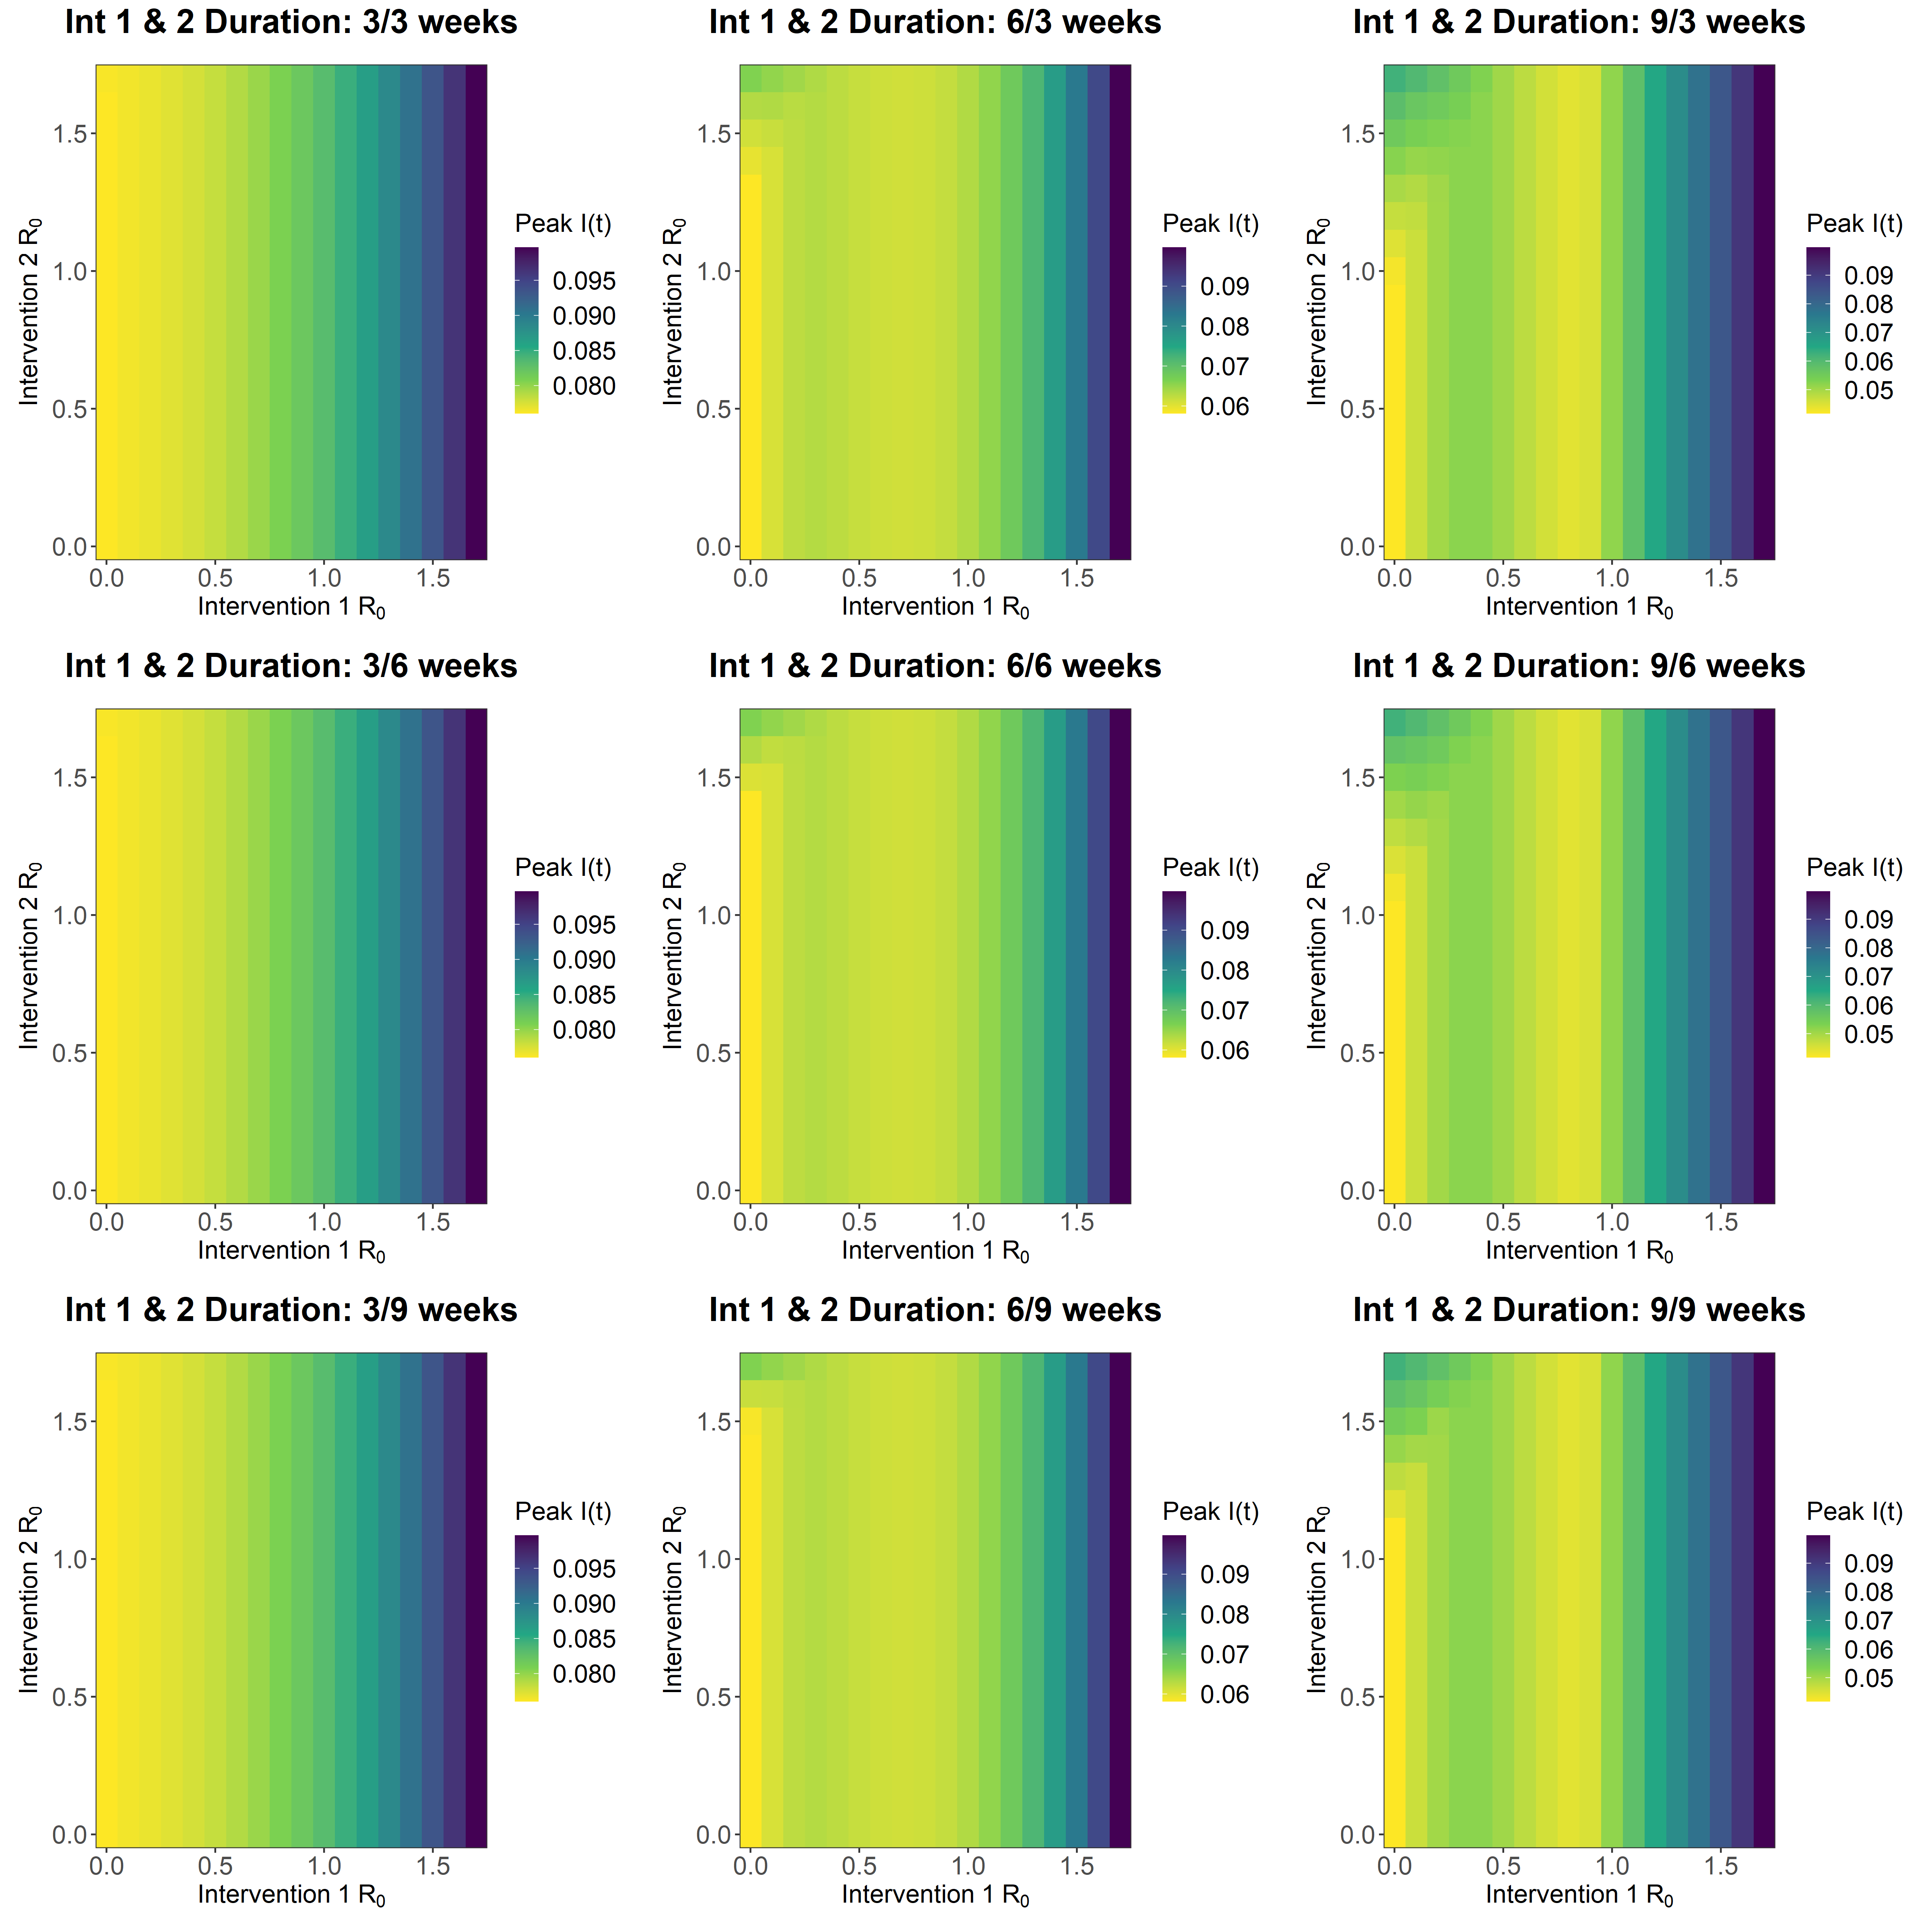 Int 1 & 2 Duration: 3/3 weeks
Intervention 2 R0
1.5
1.0
0.5
0.0
0.0 0.5 1.0 1.5
Intervention 1 R0
Peak I(t)
0.095
0.090
0.085
0.080
Int 1 & 2 Duration: 6/3 weeks
Intervention 2 R0
1.5
1.0
0.5
0.0
0.0 0.5 1.0 1.5
Intervention 1 R0
Peak I(t)
0.09
0.08
0.07
0.06
Int 1 & 2 Duration: 9/3 weeks
Intervention 2 R0
1.5
1.0
0.5
0.0
0.0 0.5 1.0 1.5
Intervention 1 R0
Peak I(t)
0.09
0.08
0.07
0.06
0.05
Int 1 & 2 Duration: 3/6 weeks
Intervention 2 R0
1.5
1.0
0.5
0.0
0.0 0.5 1.0 1.5
Intervention 1 R0
Peak I(t)
0.095
0.090
0.085
0.080
Int 1 & 2 Duration: 6/6 weeks
Intervention 2 R0
1.5
1.0
0.5
0.0
0.0 0.5 1.0 1.5
Intervention 1 R0
Peak I(t)
0.09
0.08
0.07
0.06
Int 1 & 2 Duration: 9/6 weeks
Intervention 2 R0
1.5
1.0
0.5
0.0
0.0 0.5 1.0 1.5
Intervention 1 R0
Peak I(t)
0.09
0.08
0.07
0.06
0.05
Int 1 & 2 Duration: 3/9 weeks
Intervention 2 R0
1.5
1.0
0.5
0.0
0.0 0.5 1.0 1.5
Intervention 1 R0
Peak I(t)
0.095
0.090
0.085
0.080
Int 1 & 2 Duration: 6/9 weeks
Intervention 2 R0
1.5
1.0
0.5
0.0
0.0 0.5 1.0 1.5
Intervention 1 R0
Peak I(t)
0.09
0.08
0.07
0.06
Int 1 & 2 Duration: 9/9 weeks
Intervention 2 R0
1.5
1.0
0.5
0.0
0.0 0.5 1.0 1.5
Intervention 1 R0
Peak I(t)
0.09
0.08
0.07
0.06
0.05